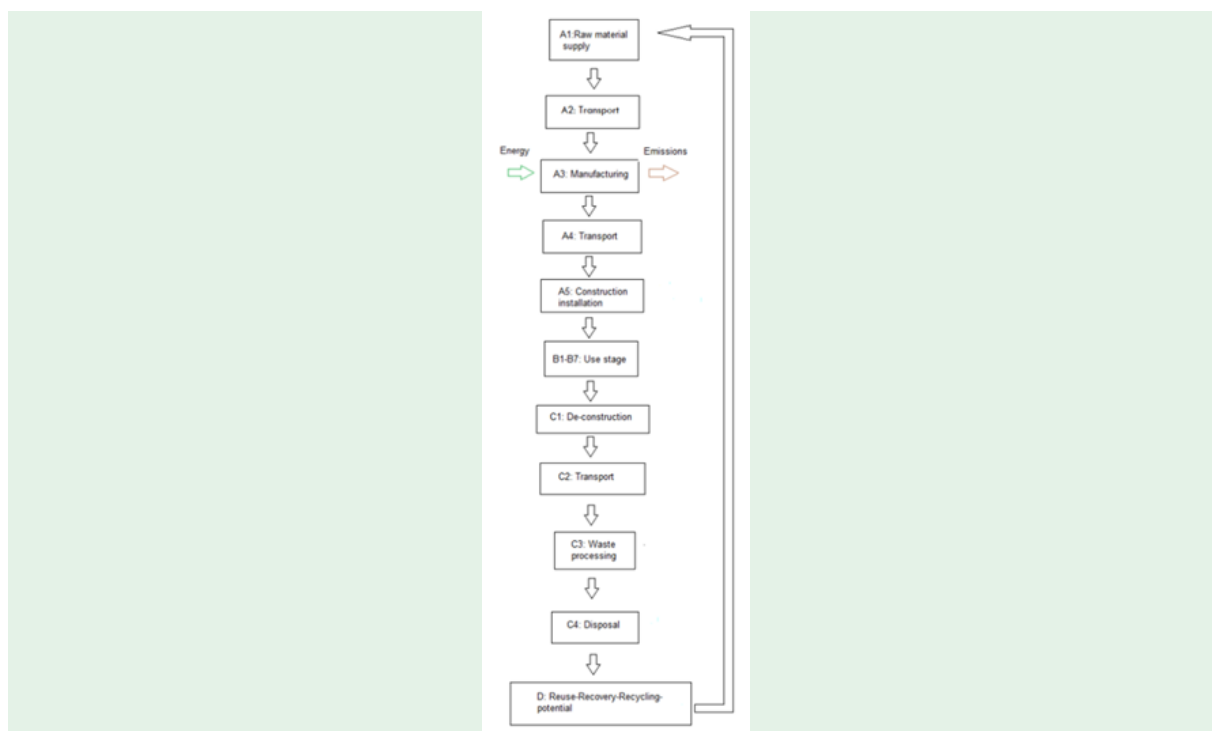 A1:Raw material
supply
A2: Transport
Energy
Emissions
A3: Manufacturing
A4: Transport
A5: Construction
installation
B1-B7: Use stage
C1: De-construction
C2: Transport
C3: Waste
processing
C4: Disposal
D: Reuse-Recovery-Recycling-
potential